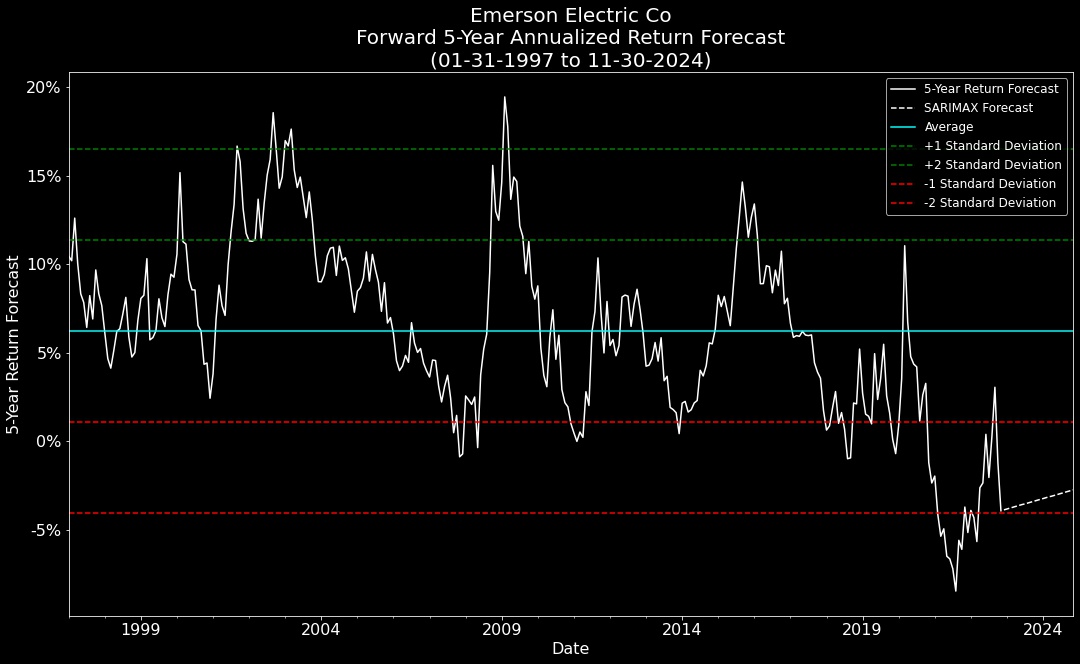 Emerson Electric Co
Forward 5-Year Annualized Return Forecast
(01-31-1997 to 11-30-2024)
5-Year Return Forecast
SARIMAX Forecast
Average
+1 Standard Deviation
+2 Standard Deviation
-1 Standard Deviation
-2 Standard Deviation
5-Year Return Forecast
20%
15%
10%
5%
0%
-5%
1999
2004
2009
2014
2019
2024
Date